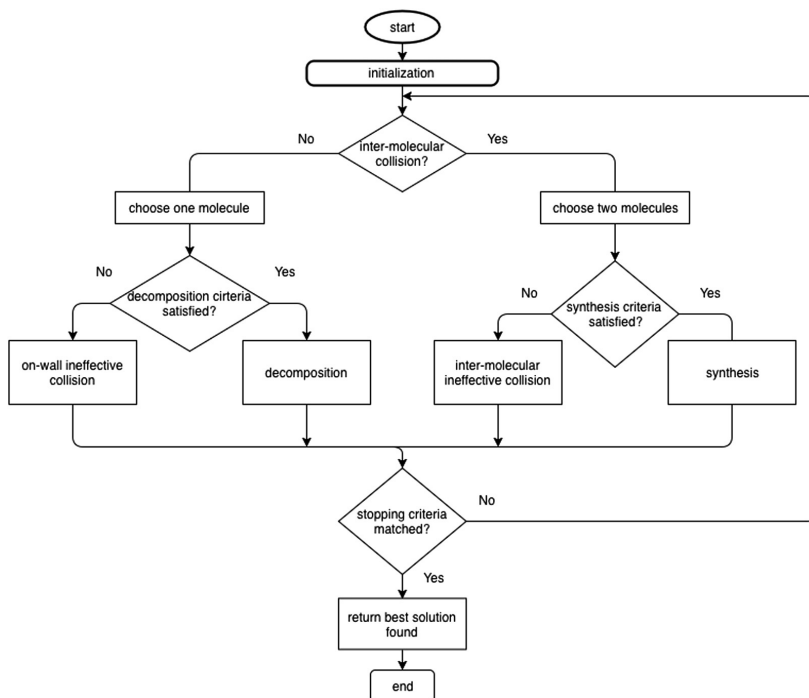 start
initialization
No
inter-molecular
collision?
Yes
choose one molecule
choose two molecules
No
decomposition cirteria
satisfied?
Yes
No
synthesis criteria
satisfied?
Yes
on-wall ineffective
collision
decomposition
inter-molecular
ineffective collision
synthesis
stopping criteria
matched?
No
Yes
return best solution
found
end